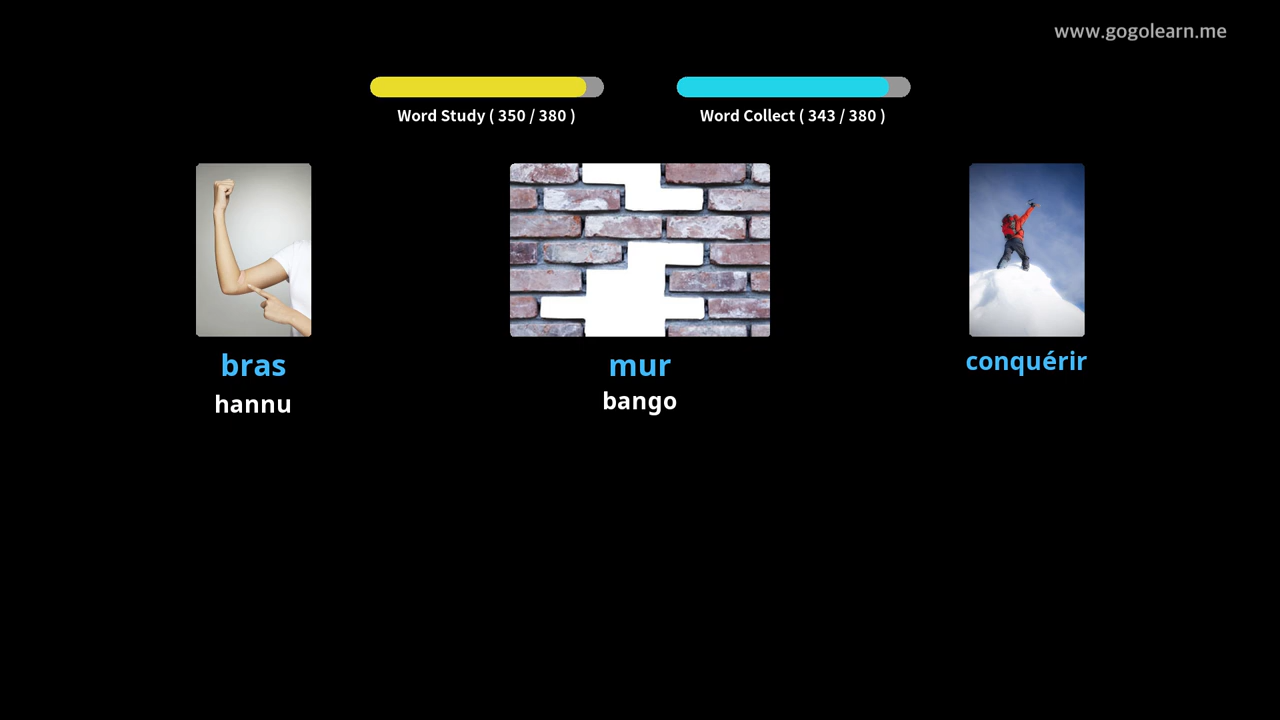 www.gogolearn.me
Word Study ( 350 / 380 )
Word Collect ( 343 / 380 )
bras
hannu
mur
bango
conquérir